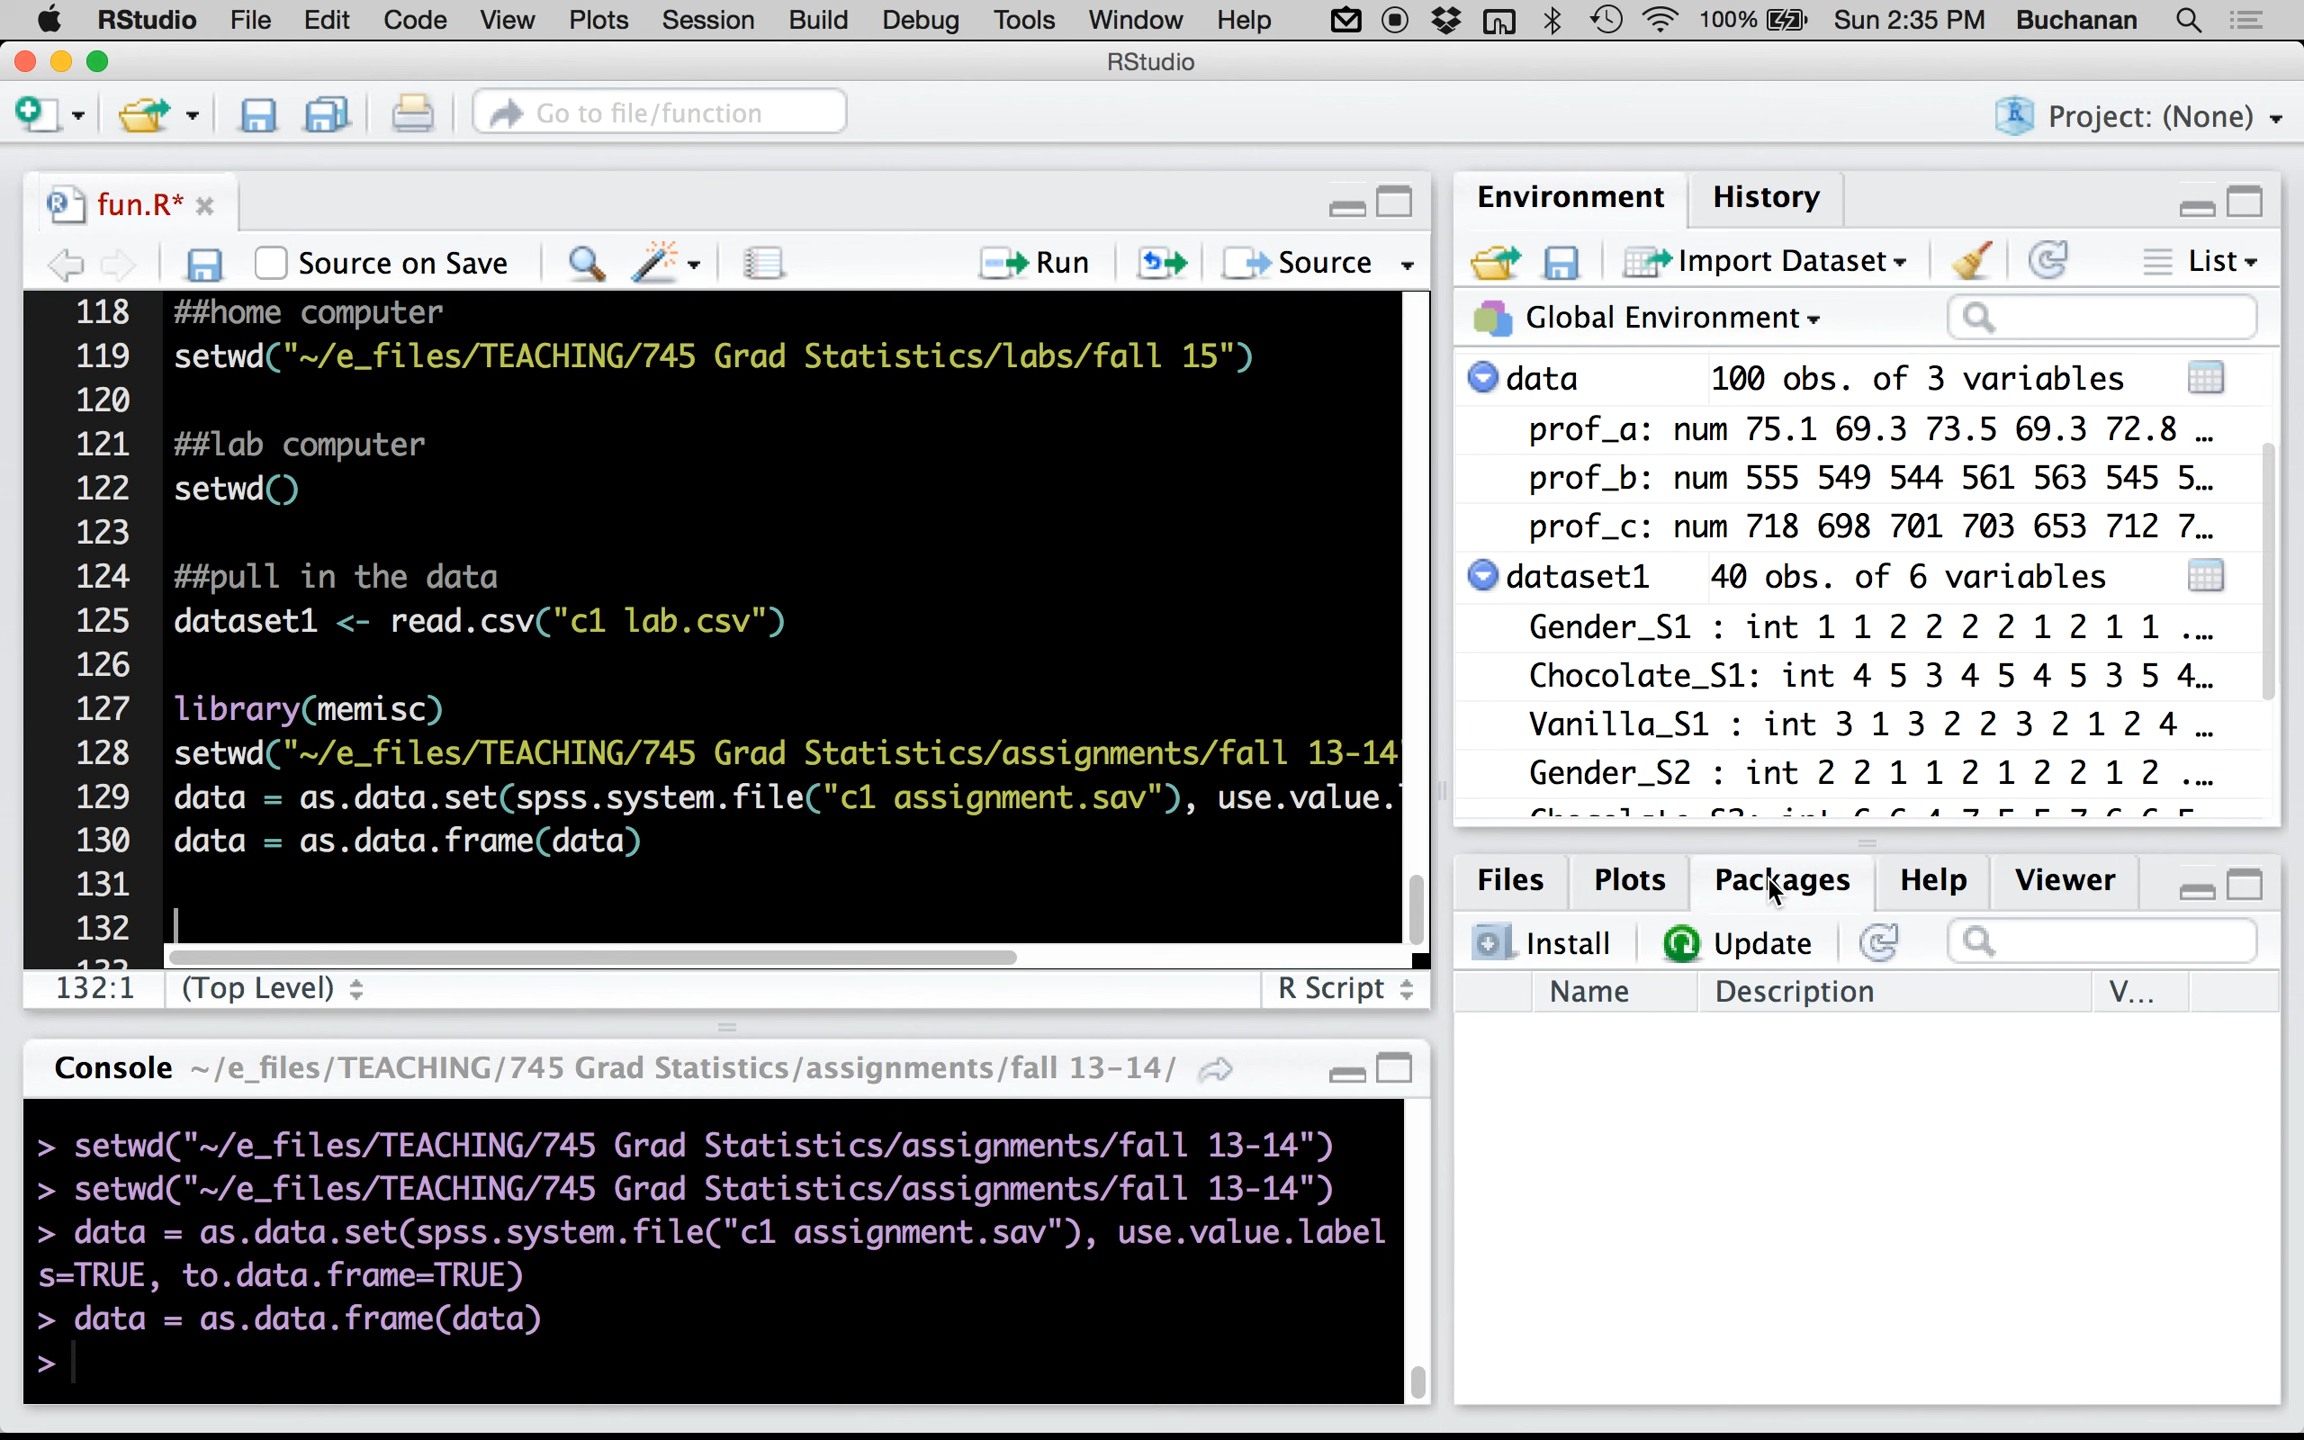 RStudio File Edit Code View Plots Session Build Debug Tools Window Help 100% Sun 2:35 PM Buchanan
RStudio
Go to file/function
Project: (None)
fun.R*
Source on Save
Run
Source
118 ##home computer
119 setwd("~/e_files/TEACHING/745 Grad Statistics/labs/fall 15")
120
121 ##lab computer
122 setwd()
123
124 ##pull in the data
125 dataset1 <- read.csv("c1 lab.csv")
126
127 library(memisc)
128 setwd("~/e_files/TEACHING/745 Grad Statistics/assignments/fall 13-14
129 data = as.data.set(spss.system.file("c1 assignment.sav"), use.value.
130 data = as.data.frame(data)
131
132
132:1 (Top Level) R Script
Console ~/e_files/TEACHING/745 Grad Statistics/assignments/fall 13-14/
> setwd("~/e_files/TEACHING/745 Grad Statistics/assignments/fall 13-14")
> setwd("~/e_files/TEACHING/745 Grad Statistics/assignments/fall 13-14")
> data = as.data.set(spss.system.file("c1 assignment.sav"), use.value.label
s=TRUE, to.data.frame=TRUE)
> data = as.data.frame(data)
>
Environment History
Import Dataset List
Global Environment
data 100 obs. of 3 variables
prof_a: num 75.1 69.3 73.5 69.3 72.8 …
prof_b: num 555 549 544 561 563 545 5…
prof_c: num 718 698 701 703 653 712 7…
dataset1 40 obs. of 6 variables
Gender_S1 : int 1 1 2 2 2 2 1 2 1 1 .…
Chocolate_S1: int 4 5 3 4 5 4 5 3 5 4…
Vanilla_S1 : int 3 1 3 2 2 3 2 1 2 4 …
Gender_S2 : int 2 2 1 1 2 1 2 2 1 2 .…
Files Plots Packages Help Viewer
Install Update
Name Description V...